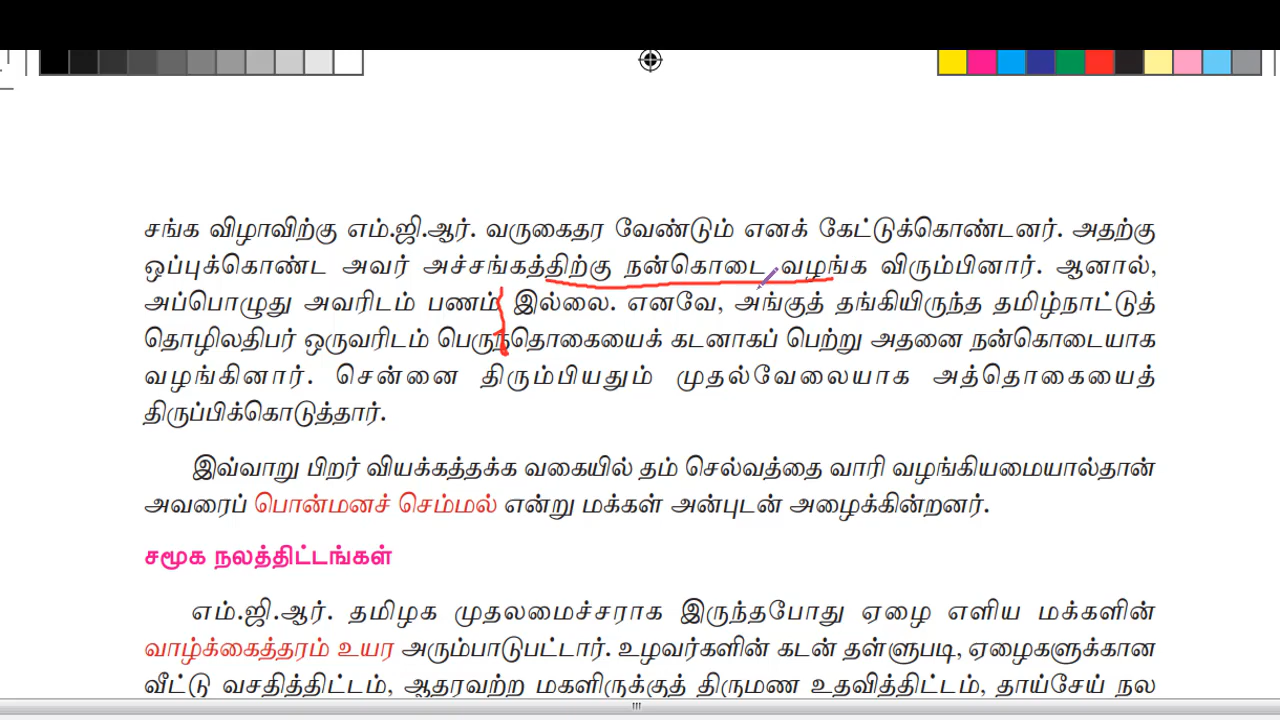 சங்க விழாவிற்கு எம்.ஜி.ஆர். வருகைதர வேண்டும் எனக் கேட்டுக்கொண்டனர். அதற்கு
ஒப்புக்கொண்ட அவர் அச்சங்கத்திற்கு நன்கொடை வழங்க விரும்பினார். ஆனால்,
அப்பொழுது அவரிடம் பணம் இல்லை. எனவே, அங்குத் தங்கியிருந்த தமிழ்நாட்டுத்
தொழிலதிபர் ஒருவரிடம் பெருந்தொகையைக் கடனாகப் பெற்று அதனை நன்கொடையாக
வழங்கினார். சென்னை திரும்பியதும் முதல்வேலையாக அத்தொகையைத்
திருப்பிக்கொடுத்தார்.
இவ்வாறு பிறர் வியக்கத்தக்க வகையில் தம் செல்வத்தை வாரி வழங்கியமையால்தான்
அவரைப் பொன்மனச் செம்மல் என்று மக்கள் அன்புடன் அழைக்கின்றனர்.
சமூக நலத்திட்டங்கள்
எம்.ஜி.ஆர். தமிழக முதலமைச்சராக இருந்தபோது ஏழை எளிய மக்களின்
வாழ்க்கைத்தரம் உயர அரும்பாடுபட்டார். உழவர்களின் கடன் தள்ளுபடி, ஏழைகளுக்கான
வீட்டு வசதித்திட்டம், ஆதரவற்ற மகளிருக்குத் திருமண உதவித்திட்டம், தாய்சேய் நல